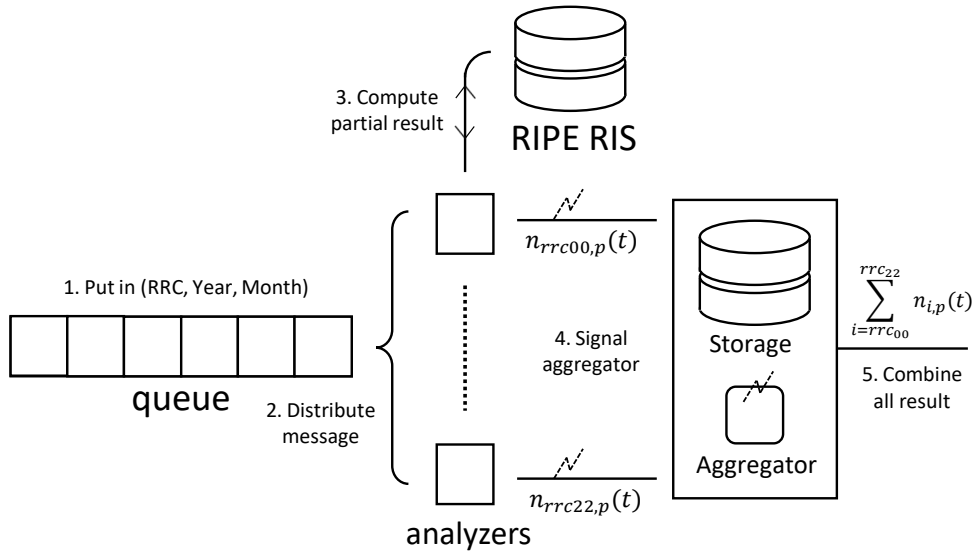 3. Compute
partial result
RIPE RIS
1. Put in (RRC, Year, Month)
queue
2. Distribute
message
analyzers
n_{rrc00,p}(t)
4. Signal
aggregator
n_{rrc22,p}(t)
Storage
Aggregator
\sum_{i=rrc_{00}}^{rrc_{22}} n_{i,p}(t)
5. Combine
all result